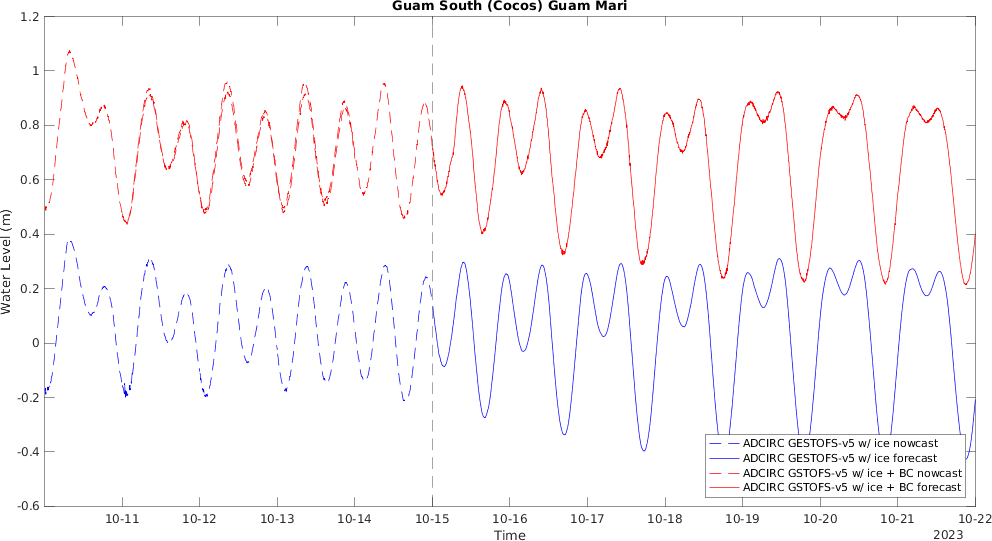 Guam South (Cocos) Guam Mari
Water Level (m)
1.2
1
0.8
0.6
0.4
0.2
0
-0.2
-0.4
-0.6
ADCIRC GESTOFS-v5 w/ ice nowcast
ADCIRC GESTOFS-v5 w/ ice forecast
ADCIRC GSTOFS-v5 w/ ice + BC nowcast
ADCIRC GSTOFS-v5 w/ ice + BC forecast
10-11 10-12 10-13 10-14 10-15 10-16 10-17 10-18 10-19 10-20 10-21 10-22
Time
2023